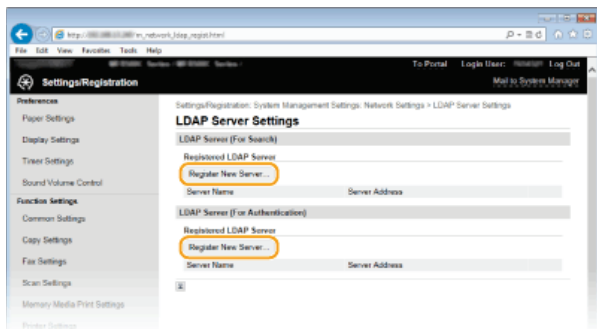 http://
m_network_ldap_regist.html
File Edit View Favorites Tools Help
To Portal Login User: Log Out
Settings/Registration
Mail to System Manager
Preferences
Paper Settings
Display Settings
Timer Settings
Sound Volume Control
Function Settings
Common Settings
Copy Settings
Fax Settings
Scan Settings
Memory Media Print Settings
Printer Settings
Settings/Registration: System Management Settings: Network Settings > LDAP Server Settings
LDAP Server Settings
LDAP Server (For Search)
Registered LDAP Server
Register New Server...
Server Name Server Address
LDAP Server (For Authentication)
Registered LDAP Server
Register New Server...
Server Name Server Address